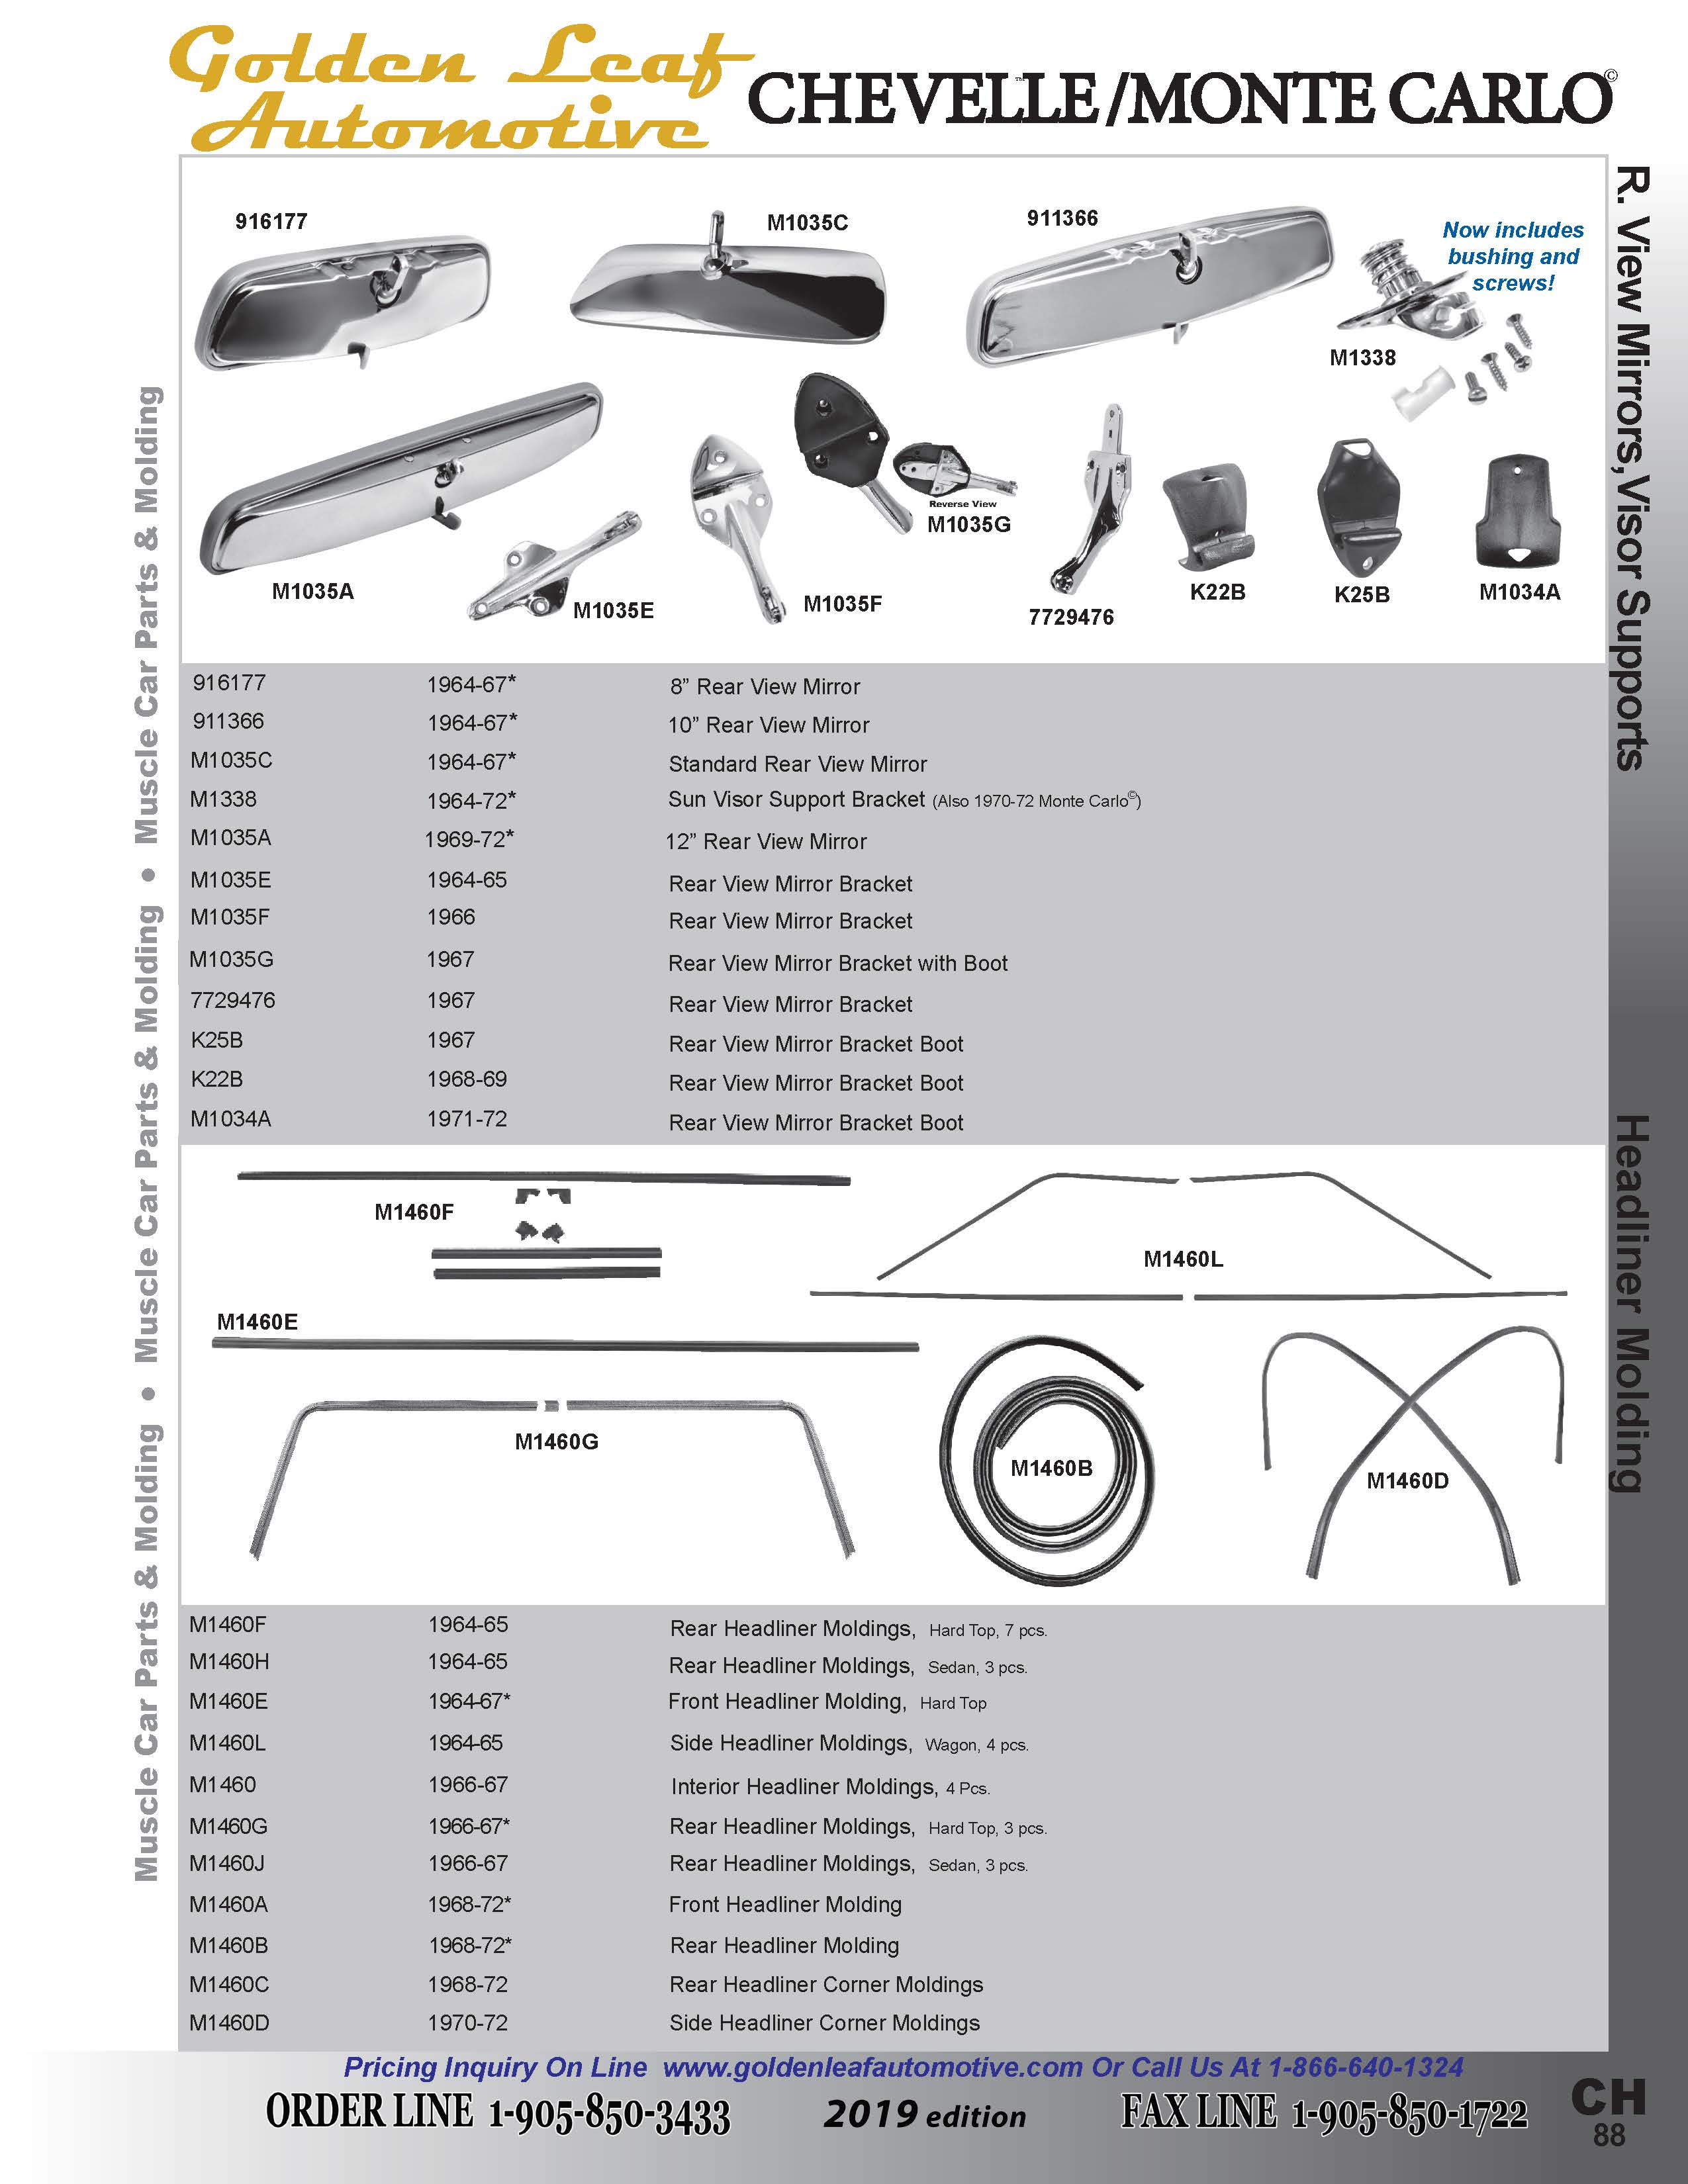 Golden Leaf
Automotive
CHEVELLE™/MONTE CARLO©
916177
M1035C
911366
Now includes
bushing and
screws!
M1338
Reverse View
M1035G
M1035A
M1035E
M1035F
7729476
K22B
K25B
M1034A
R. View Mirrors, Visor Supports
Muscle Car Parts & Molding • Muscle Car Parts & Molding • Muscle Car Parts & Molding
916177 1964-67* 8” Rear View Mirror
911366 1964-67* 10” Rear View Mirror
M1035C 1964-67* Standard Rear View Mirror
M1338 1964-72* Sun Visor Support Bracket (Also 1970-72 Monte Carlo©)
M1035A 1969-72* 12” Rear View Mirror
M1035E 1964-65 Rear View Mirror Bracket
M1035F 1966 Rear View Mirror Bracket
M1035G 1967 Rear View Mirror Bracket with Boot
7729476 1967 Rear View Mirror Bracket
K25B 1967 Rear View Mirror Bracket Boot
K22B 1968-69 Rear View Mirror Bracket Boot
M1034A 1971-72 Rear View Mirror Bracket Boot
Headliner Molding
M1460F
M1460L
M1460E
M1460G
M1460B
M1460D
M1460F 1964-65 Rear Headliner Moldings, Hard Top, 7 pcs.
M1460H 1964-65 Rear Headliner Moldings, Sedan, 3 pcs.
M1460E 1964-67* Front Headliner Molding, Hard Top
M1460L 1964-65 Side Headliner Moldings, Wagon, 4 pcs.
M1460 1966-67 Interior Headliner Moldings, 4 Pcs.
M1460G 1966-67* Rear Headliner Moldings, Hard Top, 3 pcs.
M1460J 1966-67 Rear Headliner Moldings, Sedan, 3 pcs.
M1460A 1968-72* Front Headliner Molding
M1460B 1968-72* Rear Headliner Molding
M1460C 1968-72 Rear Headliner Corner Moldings
M1460D 1970-72 Side Headliner Corner Moldings
Pricing Inquiry On Line www.goldenleafautomotive.com Or Call Us At 1-866-640-1324
ORDER LINE 1-905-850-3433 2019 edition FAX LINE 1-905-850-1722
CH
88